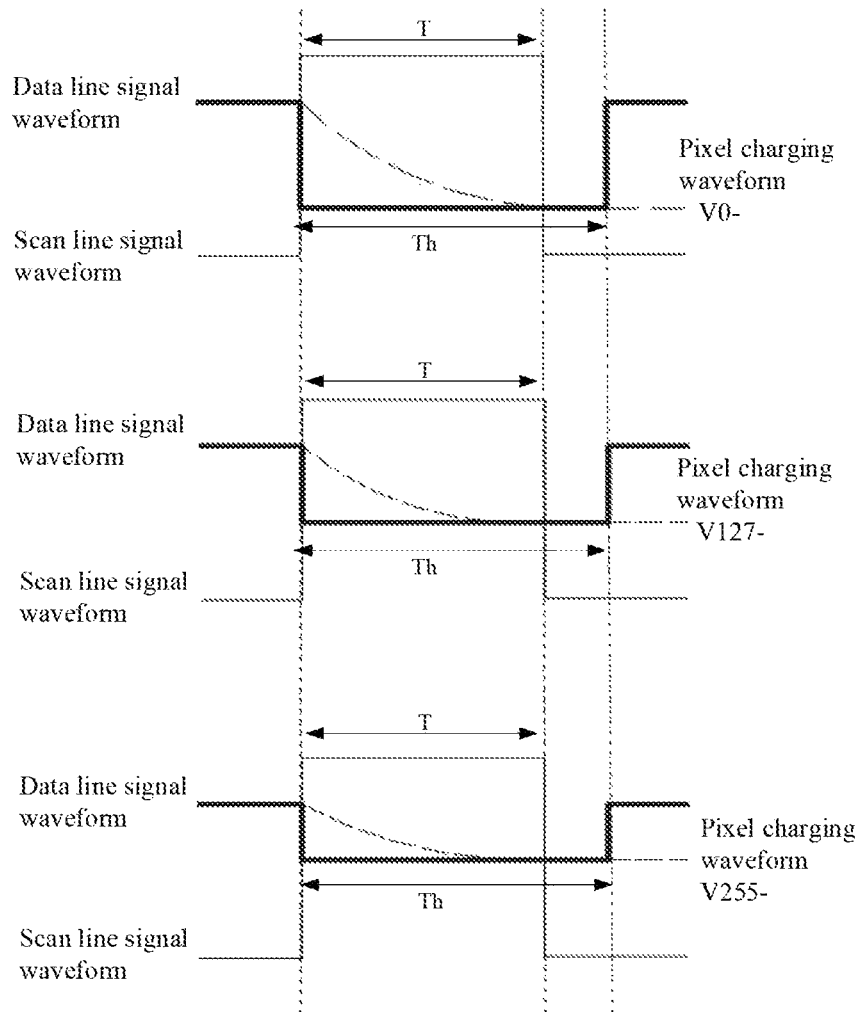 T
Data line signal
waveform
Pixel charging
waveform
V0-
Th
Scan line signal
waveform
T
Data line signal
waveform
Pixel charging
waveform
V127-
Th
Scan line signal
waveform
T
Data line signal
waveform
Pixel charging
waveform
V255-
Th
Scan line signal
waveform